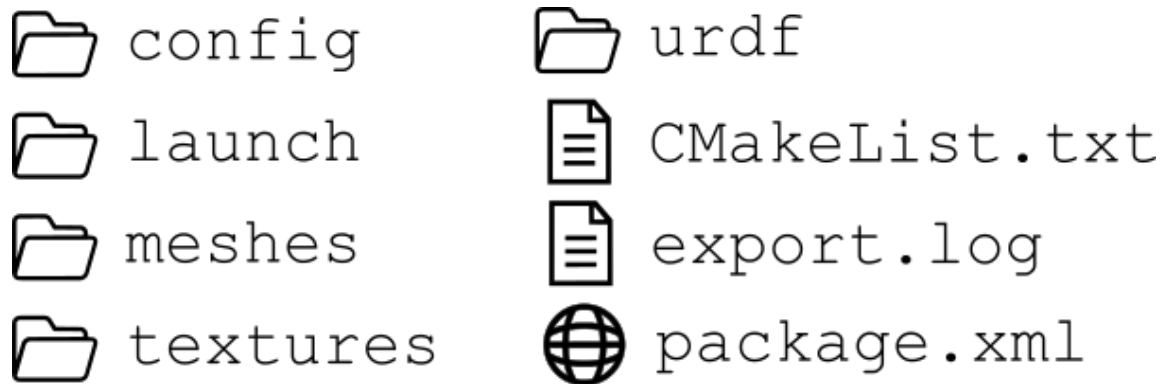 config
launch
meshes
textures
urdf
CMakeList.txt
export.log
package.xml